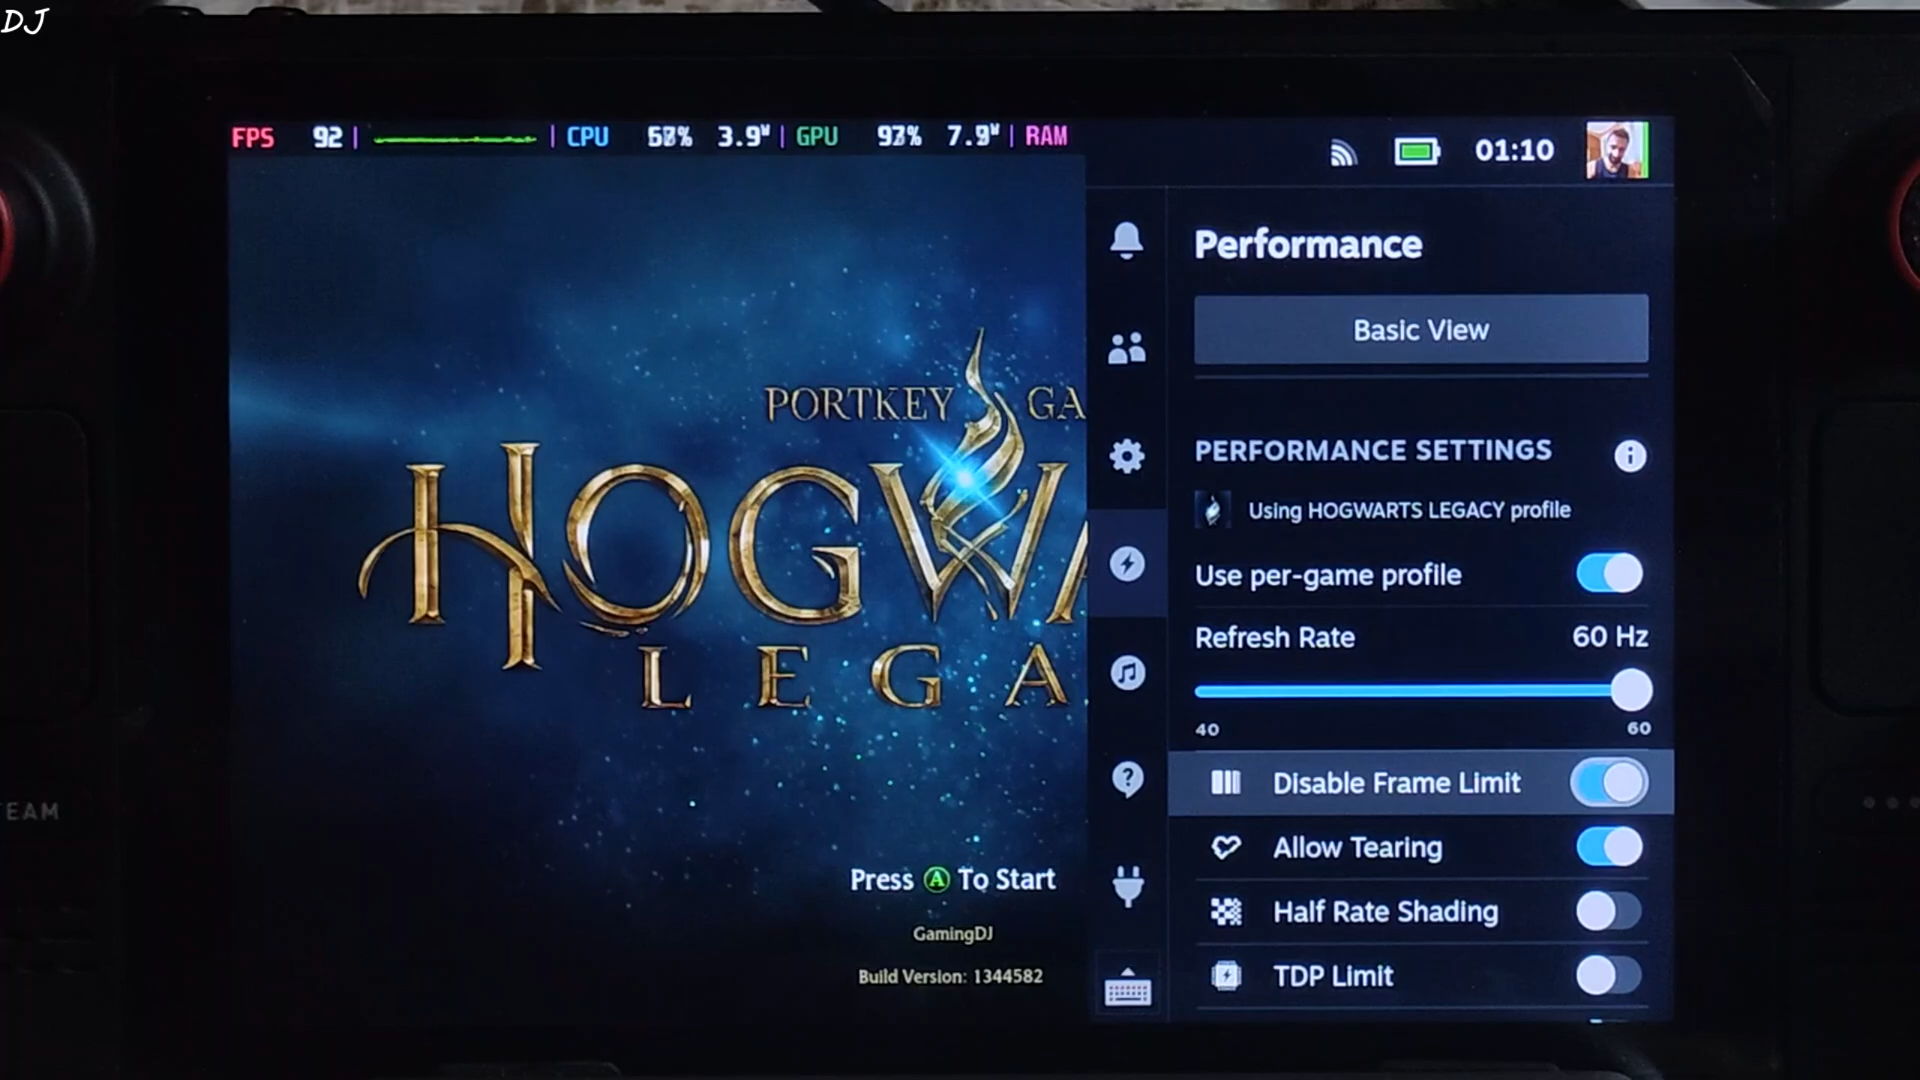 DJ
FPS 92 | CPU 3.9W | GPU 7.9W | RAM
01:10
Performance
Basic View
PERFORMANCE SETTINGS
Using HOGWARTS LEGACY profile
Use per-game profile
Refresh Rate 60 Hz
40 60
Disable Frame Limit
Allow Tearing
Half Rate Shading
TDP Limit
PORTKEY GA
HOGWA
LEGA
Press A To Start
GamingDJ
Build Version: 1344582
EAM